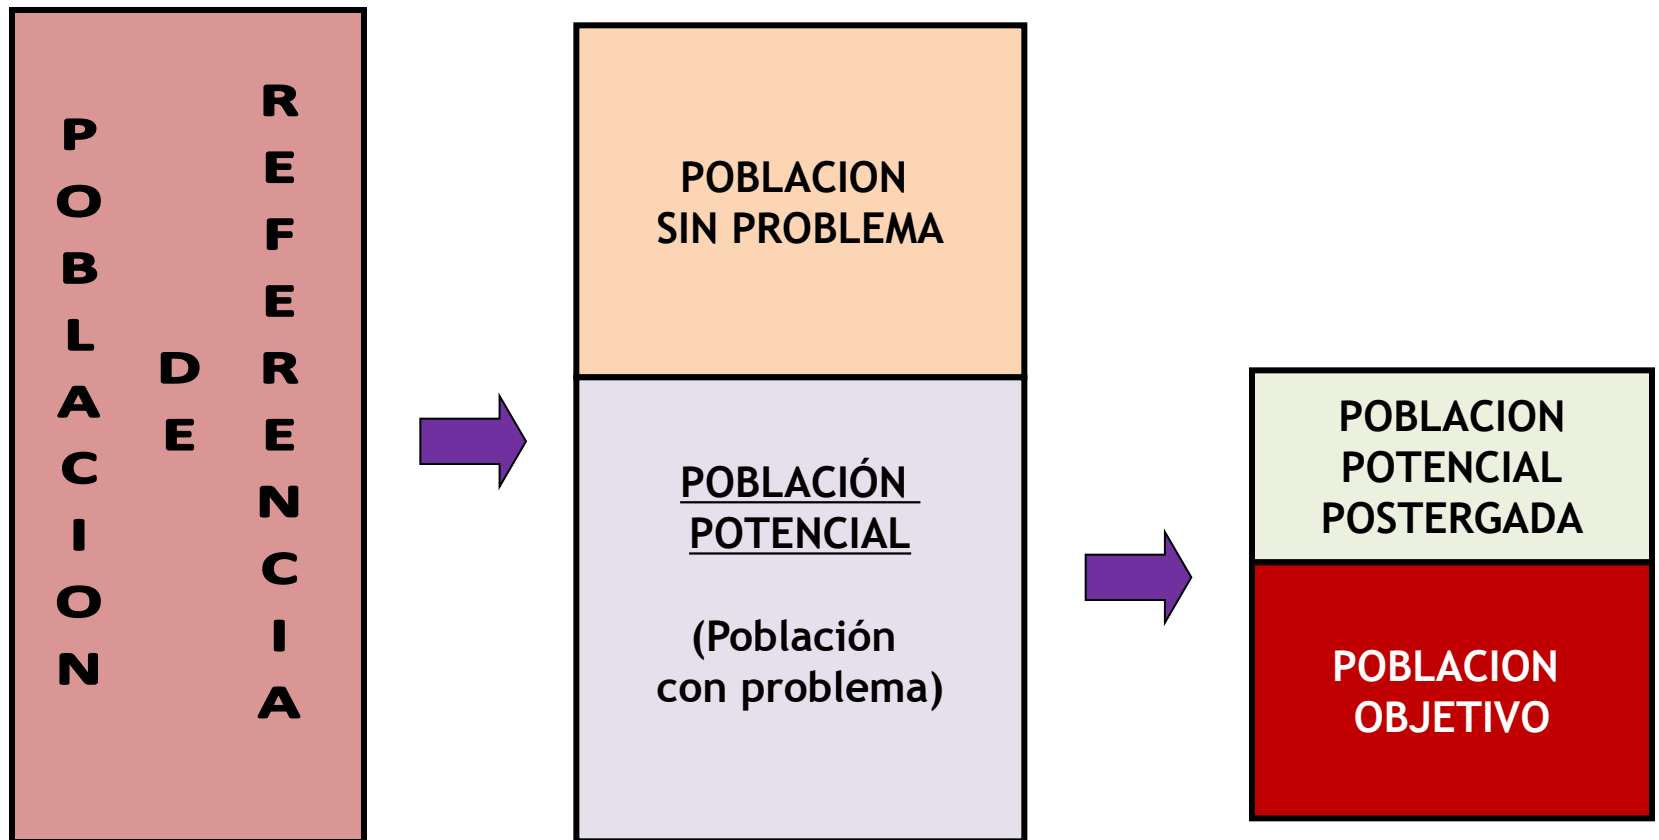 POBLACION
DE
REFERENCIA
POBLACION
SIN PROBLEMA
POBLACIÓN
POTENCIAL
(Población
con problema)
POBLACION
POTENCIAL
POSTERGADA
POBLACION
OBJETIVO